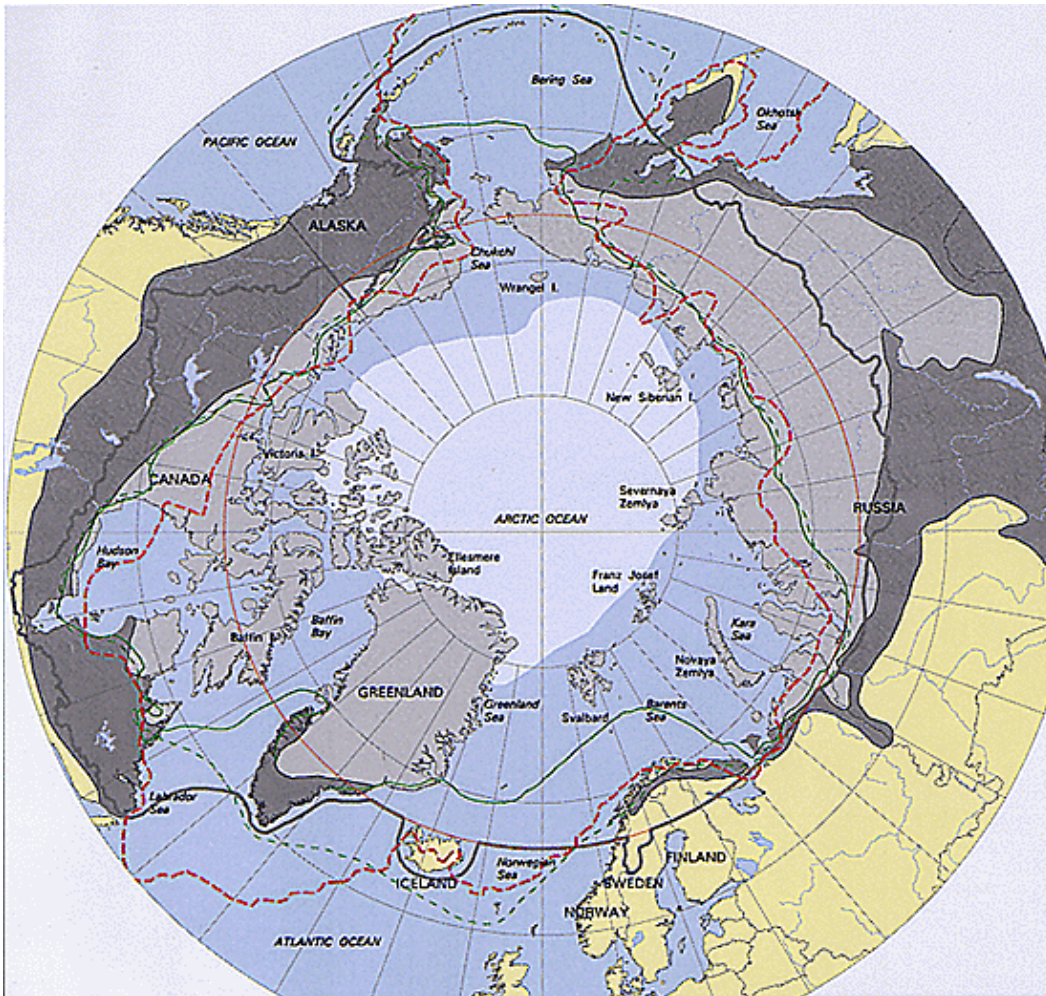 Bering Sea
Okhotsk
Sea
PACIFIC OCEAN
ALASKA
Chukchi
Sea
Wrangel I.
New Siberian I.
Victoria I.
CANADA
Severnaya
Zemlya
RUSSIA
ARCTIC OCEAN
Hudson
Bay
Ellesmere
Island
Franz Josef
Land
Baffin
Bay
Baffin I.
Kara
Sea
Novaya
Zemlya
GREENLAND
Greenland
Sea
Svalbard
Barents
Sea
Labrador
Sea
Norwegian
Sea
FINLAND
ICELAND
SWEDEN
NORWAY
ATLANTIC OCEAN